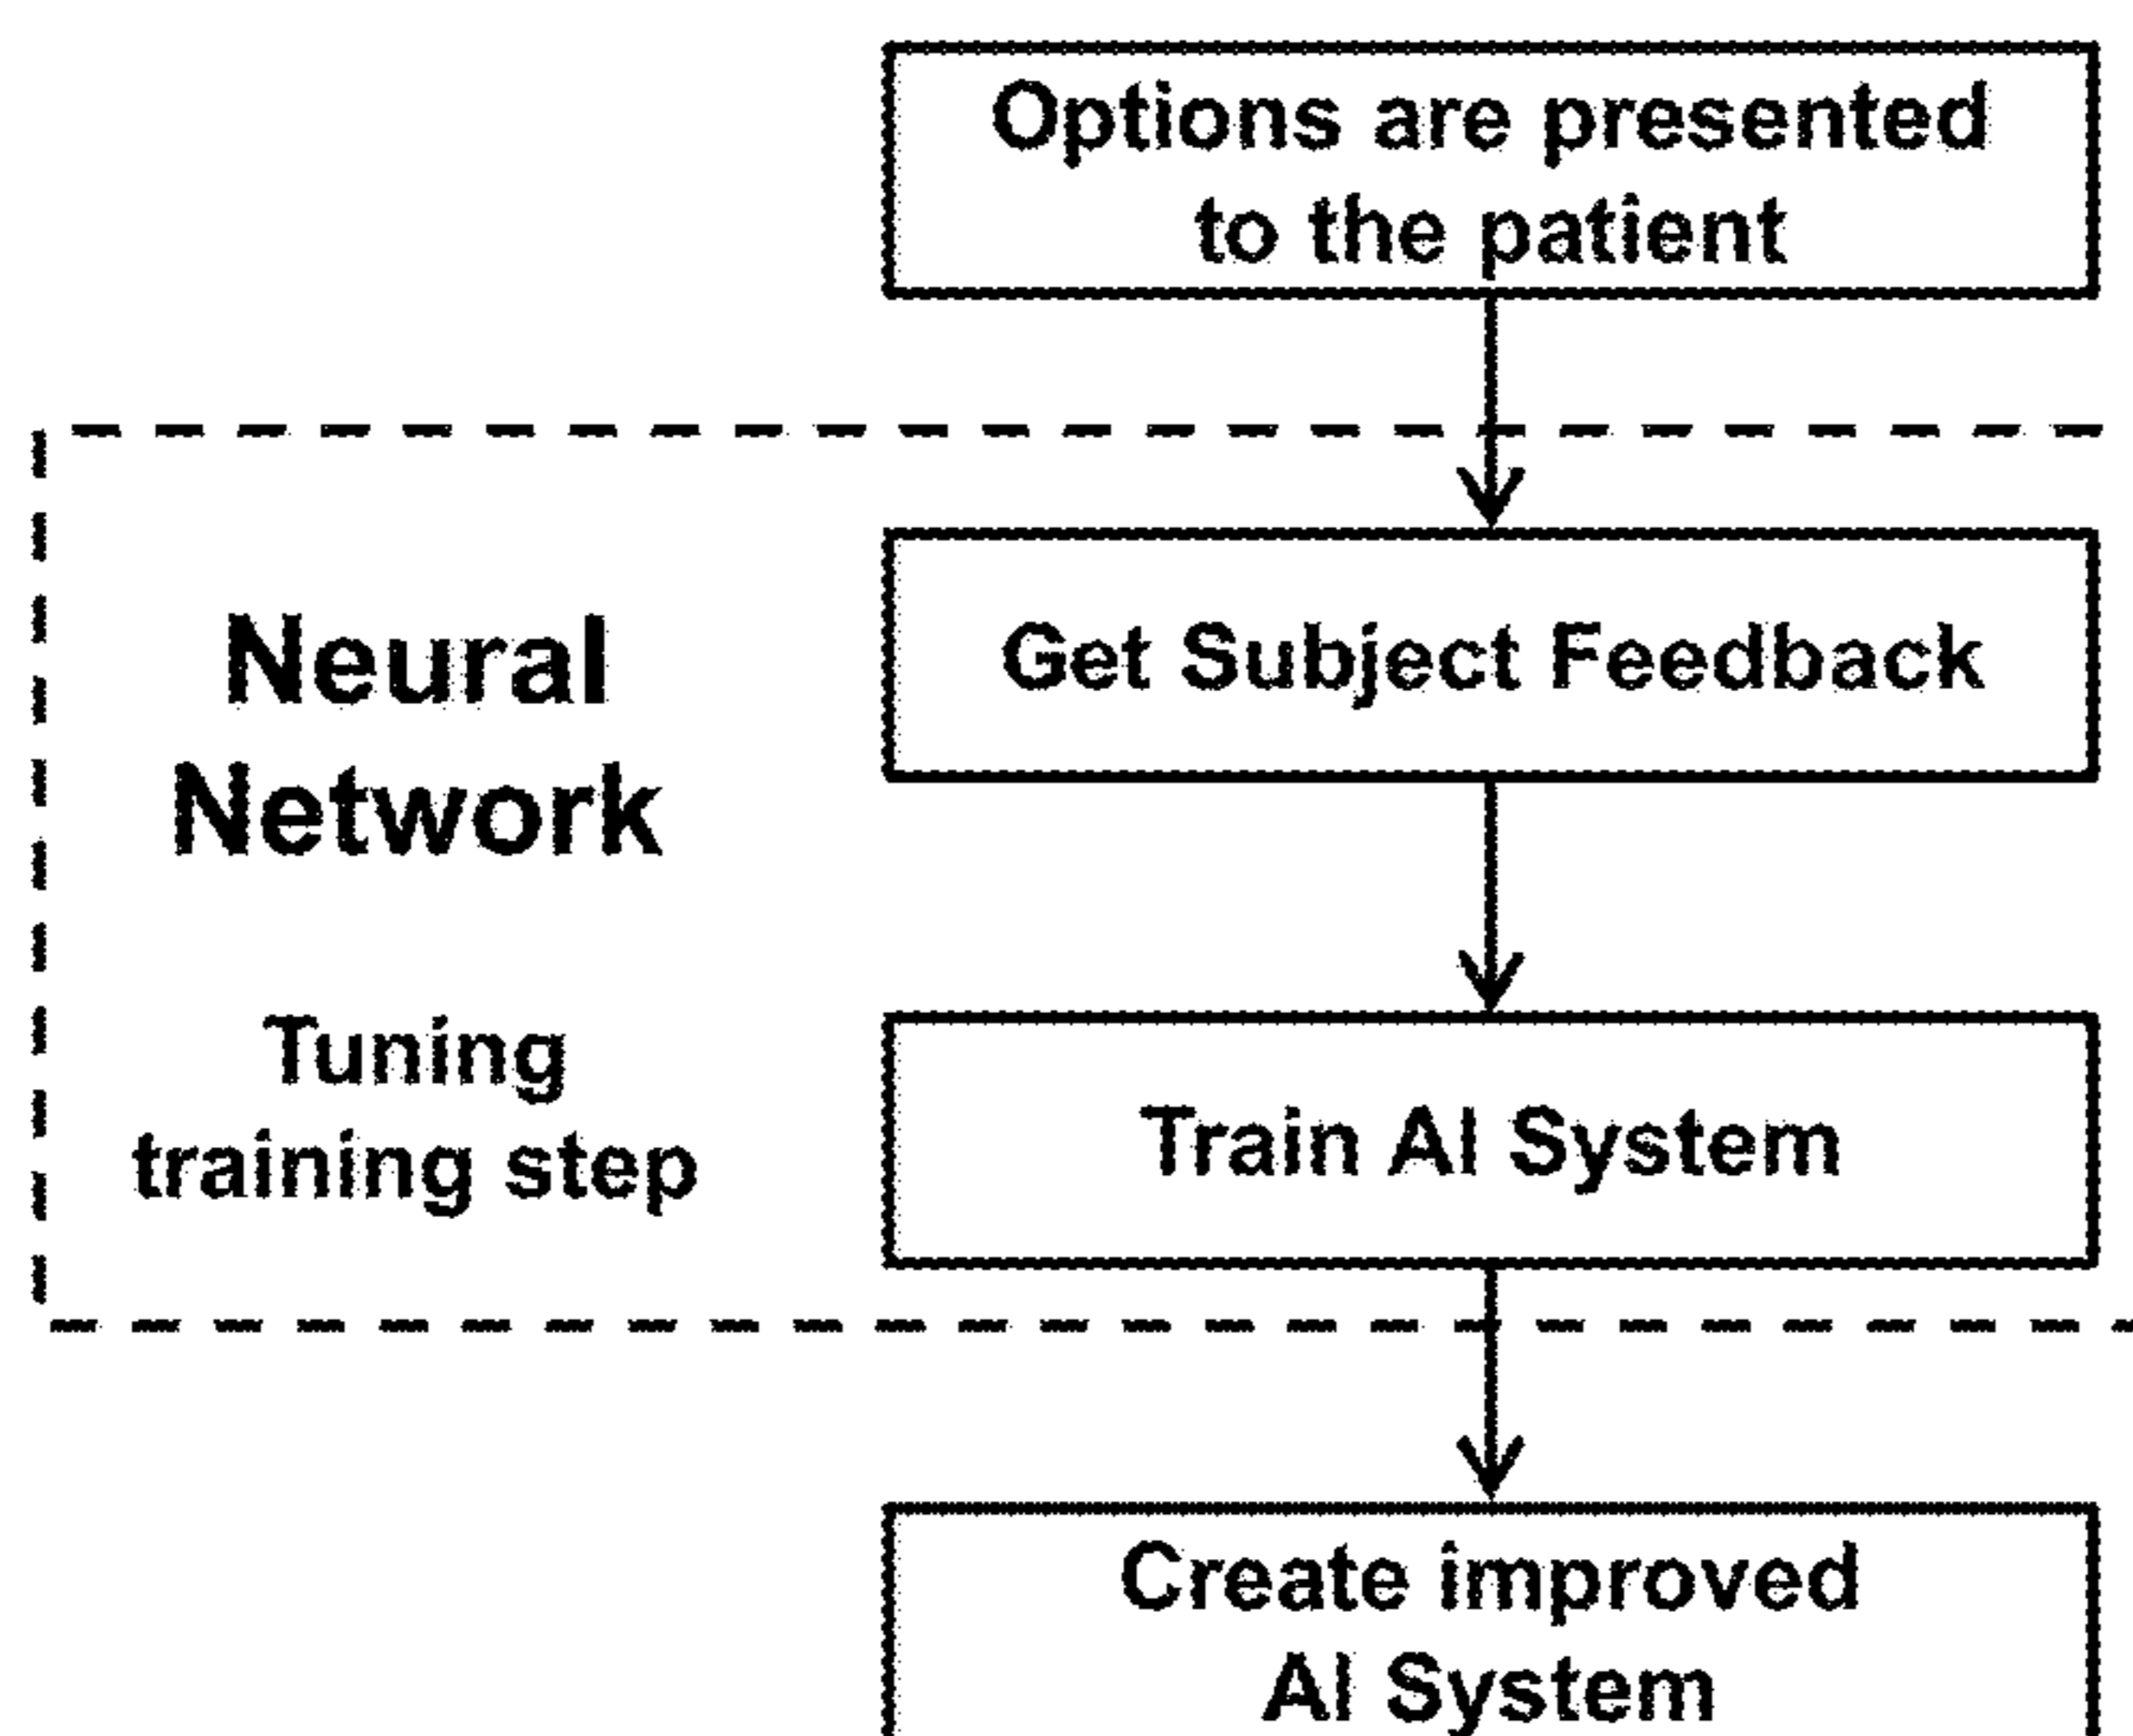 Options are presented
to the patient
Neural
Network
Tuning
training step
Get Subject Feedback
Train AI System
Create improved
AI System